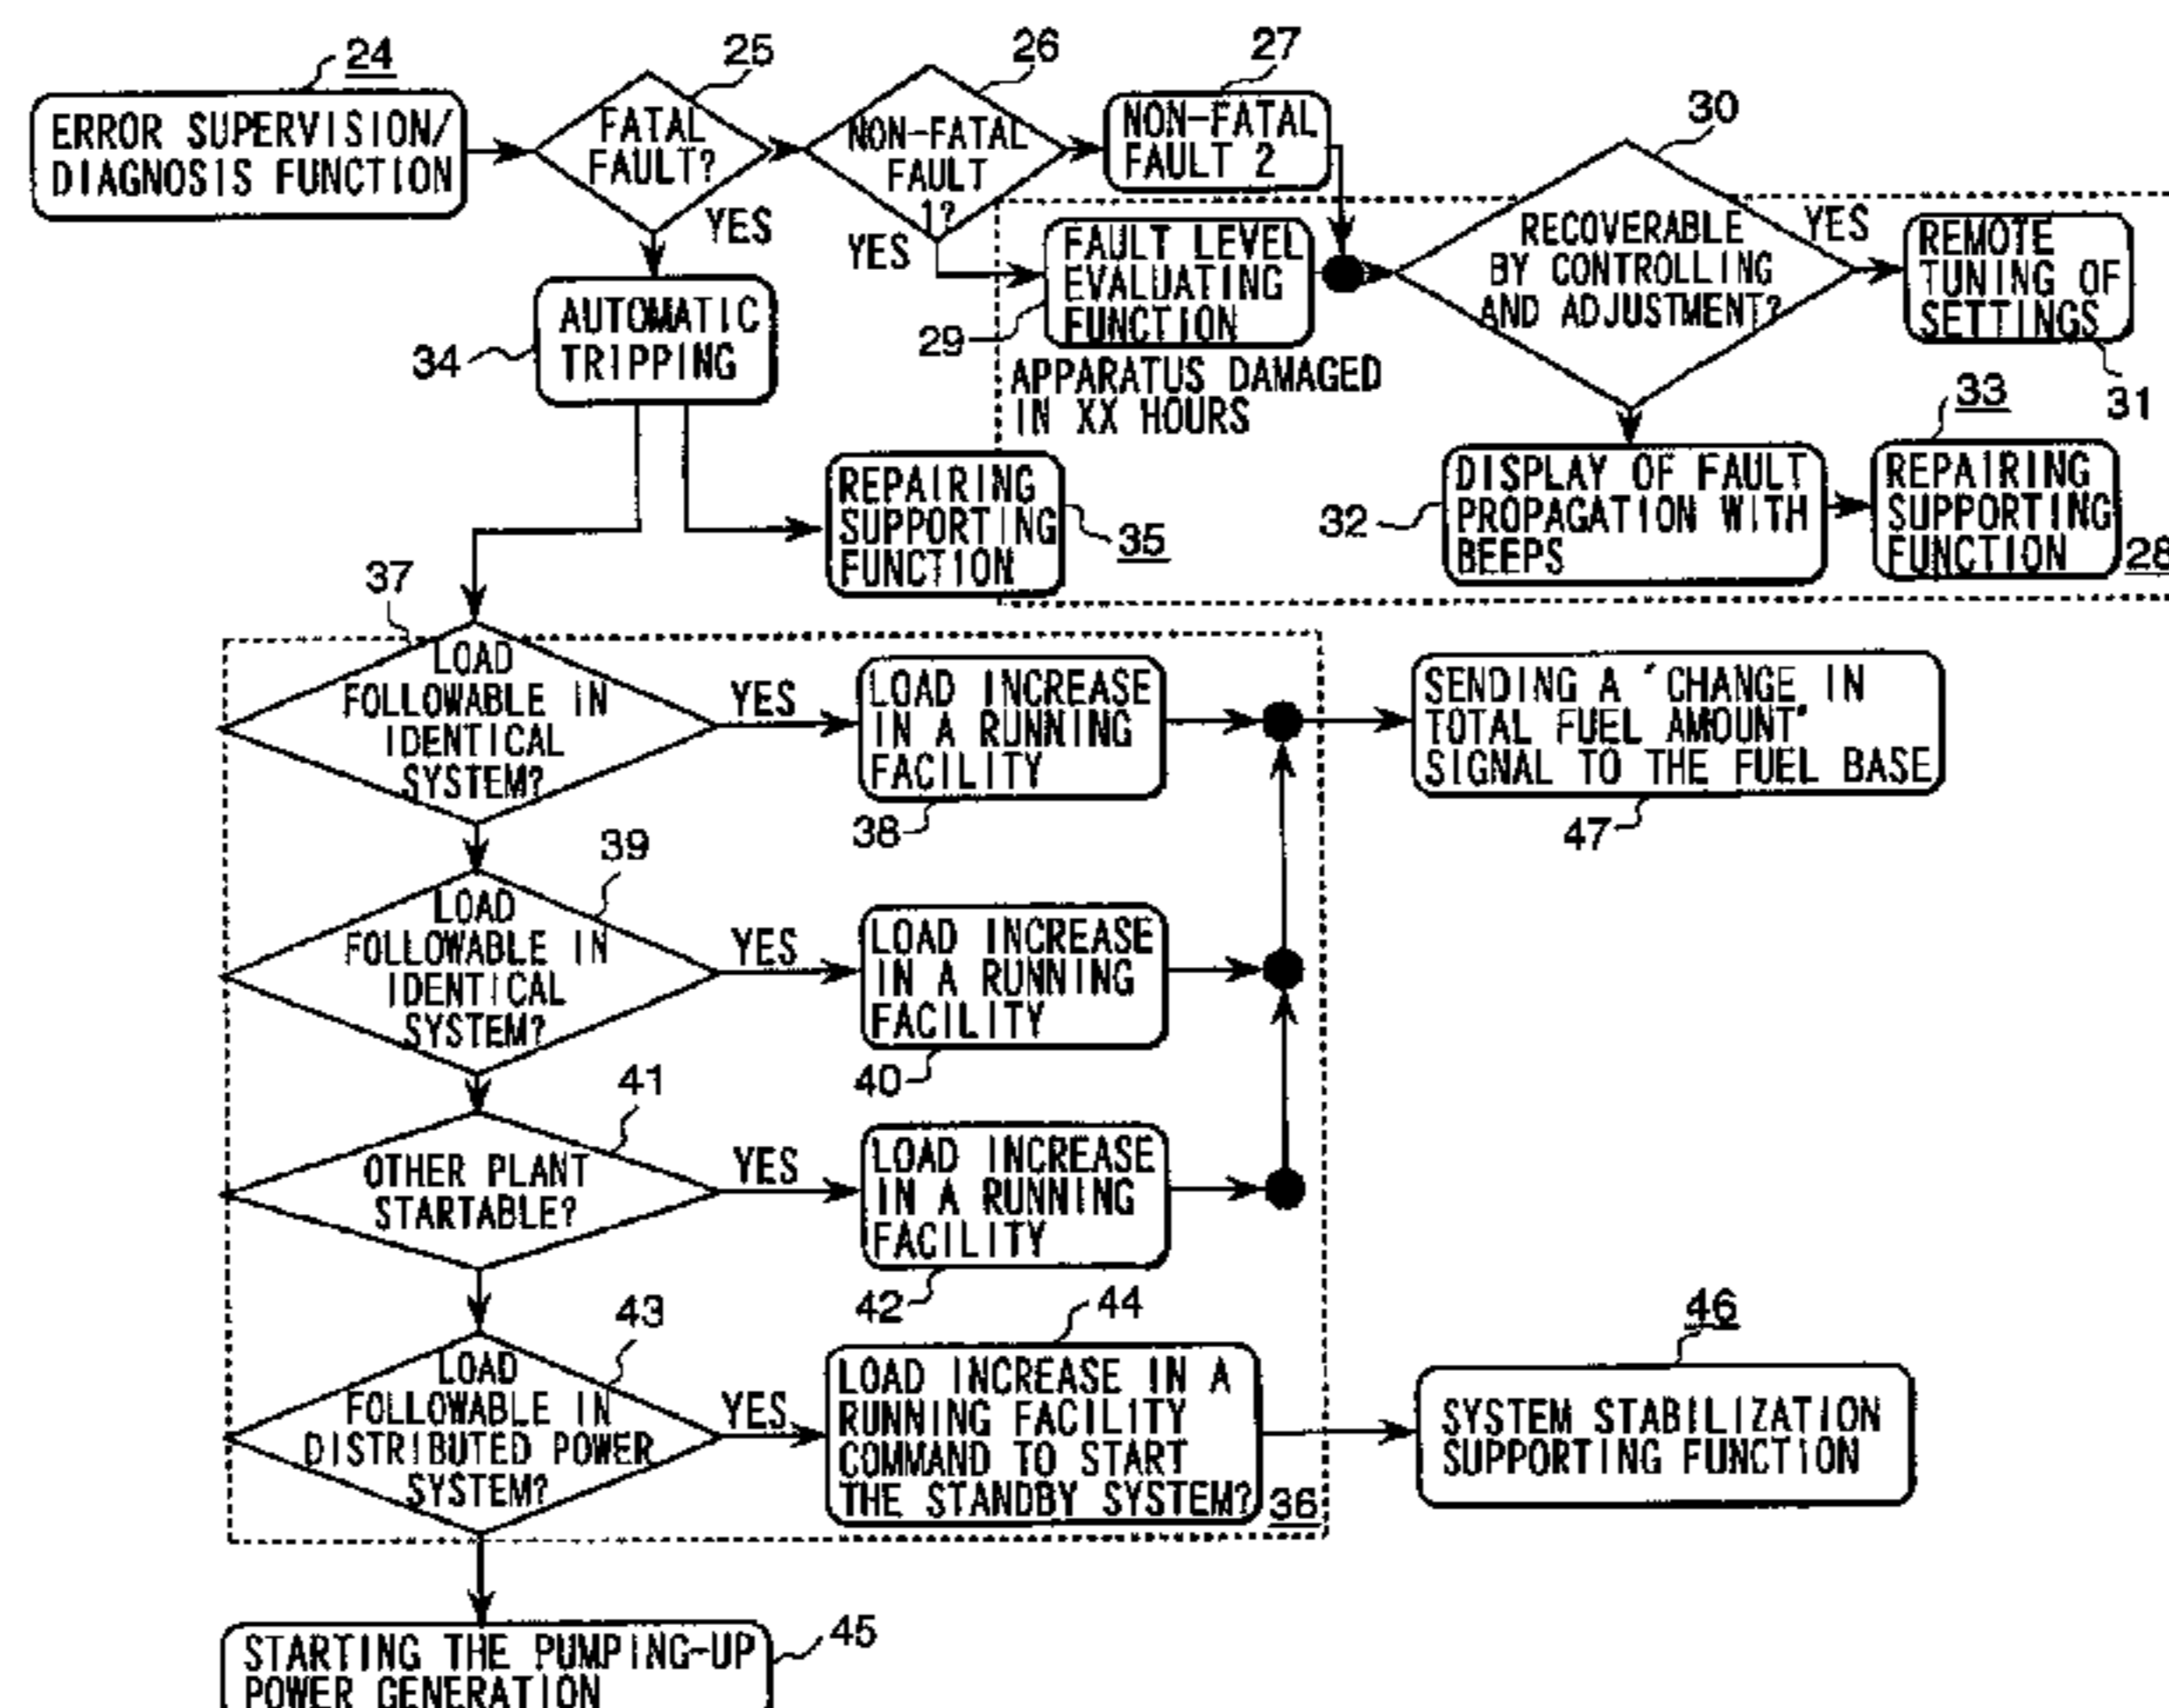 24
ERROR SUPERVISION/
DIAGNOSIS FUNCTION
25
FATAL
FAULT?
YES
26
NON-FATAL
FAULT
1?
YES
27
NON-FATAL
FAULT 2
29
FAULT LEVEL
EVALUATING
FUNCTION
APPARATUS DAMAGED
IN XX HOURS
30
RECOVERABLE
BY CONTROLLING
AND ADJUSTMENT?
YES
REMOTE
TUNING OF
SETTINGS
31
32
DISPLAY OF FAULT
PROPAGATION WITH
BEEPS
33
REPAIRING
SUPPORTING
FUNCTION
28
34
AUTOMATIC
TRIPPING
REPAIRING
SUPPORTING
FUNCTION
35
37
LOAD
FOLLOWABLE IN
IDENTICAL
SYSTEM?
YES
LOAD INCREASE
IN A RUNNING
FACILITY
38
SENDING A "CHANGE IN
TOTAL FUEL AMOUNT"
SIGNAL TO THE FUEL BASE
47
39
LOAD
FOLLOWABLE IN
IDENTICAL
SYSTEM?
YES
LOAD INCREASE
IN A RUNNING
FACILITY
40
41
OTHER PLANT
STARTABLE?
YES
LOAD INCREASE
IN A RUNNING
FACILITY
42
43
LOAD
FOLLOWABLE IN
DISTRIBUTED POWER
SYSTEM?
YES
44
LOAD INCREASE IN A
RUNNING FACILITY
COMMAND TO START
THE STANDBY SYSTEM?
36
46
SYSTEM STABILIZATION
SUPPORTING FUNCTION
45
STARTING THE PUMPING-UP
POWER GENERATION